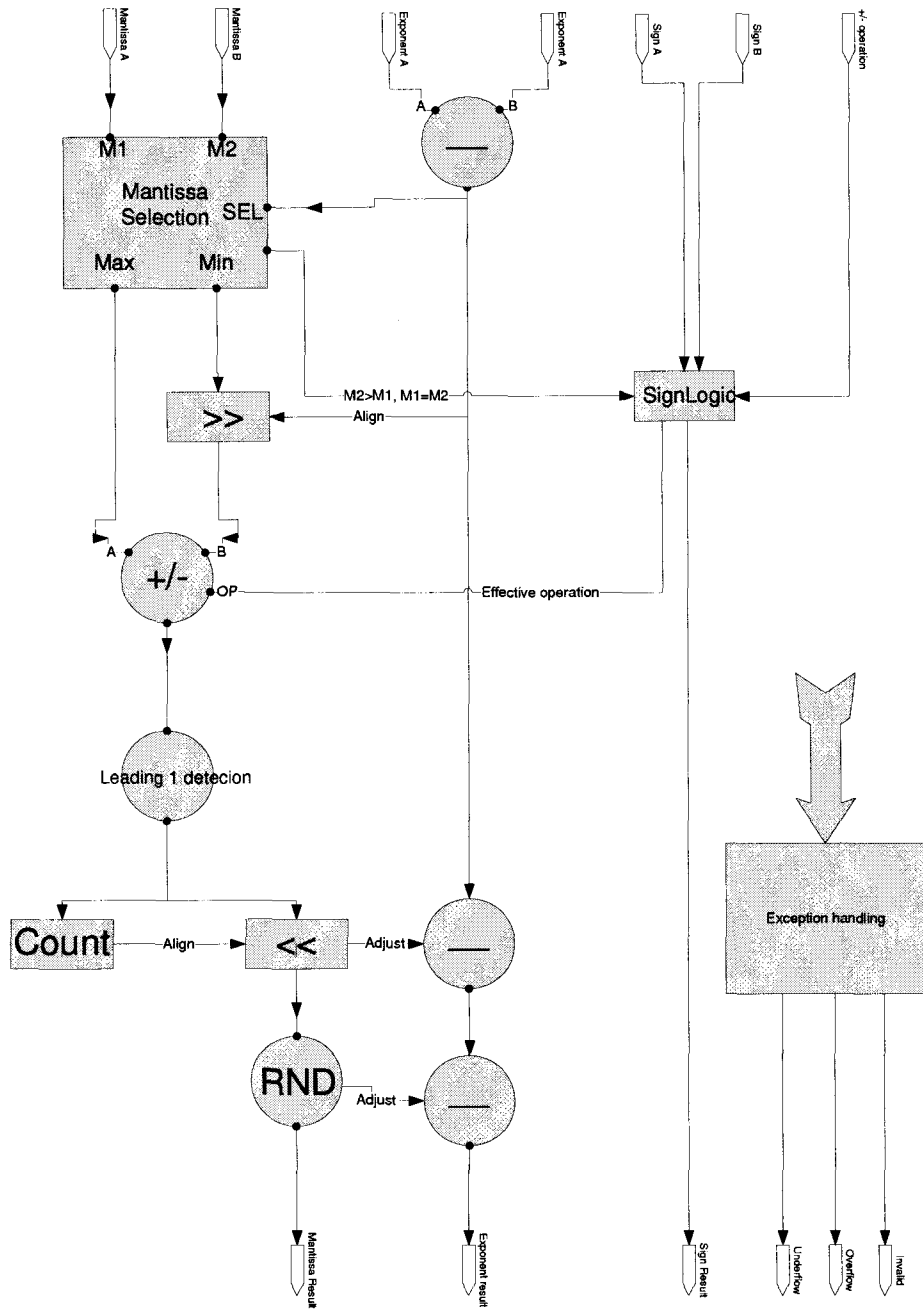 Mantissa A
Mantissa B
Exponent A
Exponent A
Sign A
Sign B
+/- operation
A
B
M1
M2
Mantissa
Selection
SEL
Max
Min
M2>M1, M1=M2
SignLogic
>>
Align
A
B
+/-
OP
Effective operation
Leading 1 detecion
Count
Align
<<
Adjust
Exception handling
RND
Adjust
Mantissa Result
Exponent result
Sign Result
Underflow
Overflow
Invalid